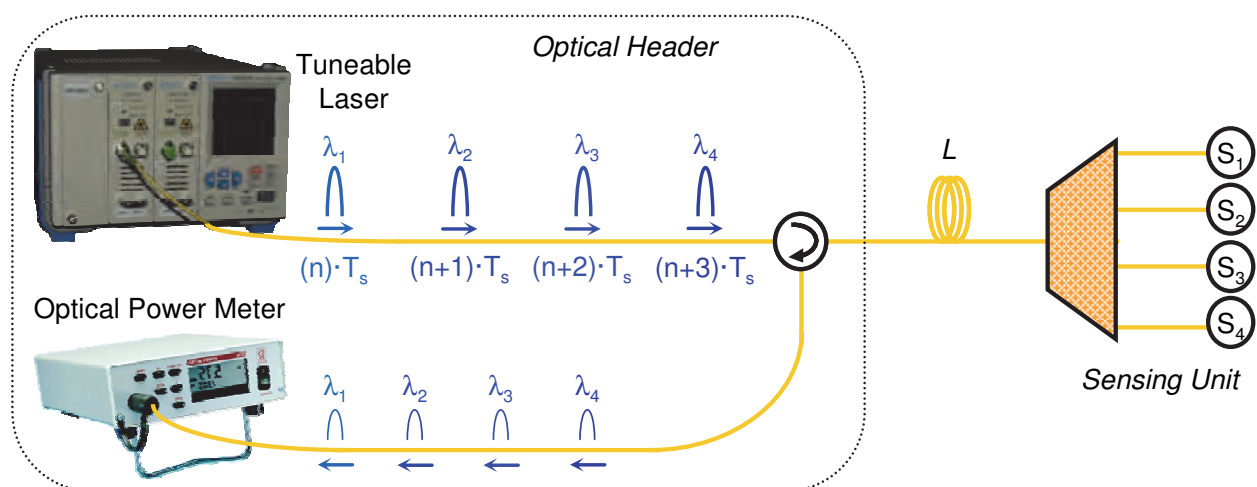 Optical Header
Tuneable
Laser
λ1 λ2 λ3 λ4
(n)·Ts (n+1)·Ts (n+2)·Ts (n+3)·Ts
L
S1
S2
S3
S4
Sensing Unit
Optical Power Meter
λ1 λ2 λ3 λ4